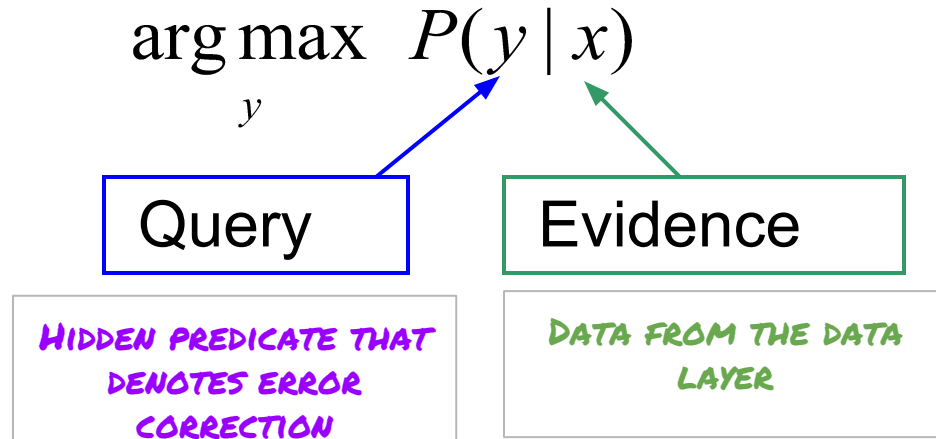 arg max P(y | x)
y
Query
Evidence
HIDDEN PREDICATE THAT
DENOTES ERROR
CORRECTION
DATA FROM THE DATA
LAYER